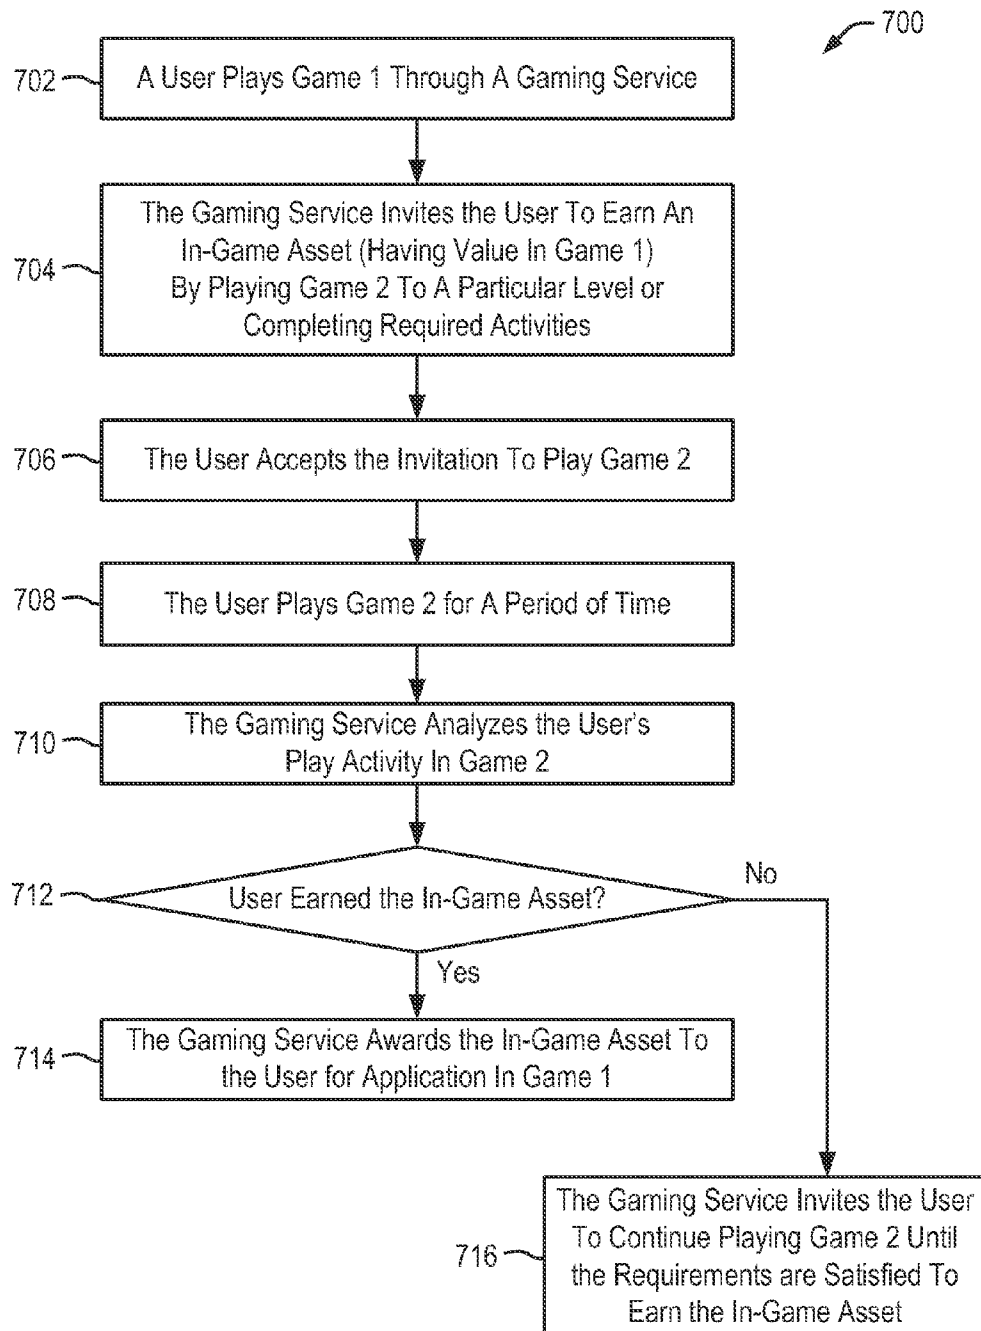 700
702
A User Plays Game 1 Through A Gaming Service
704
The Gaming Service Invites the User To Earn An
In-Game Asset (Having Value In Game 1)
By Playing Game 2 To A Particular Level or
Completing Required Activities
706
The User Accepts the Invitation To Play Game 2
708
The User Plays Game 2 for A Period of Time
710
The Gaming Service Analyzes the User's
Play Activity In Game 2
712
User Earned the In-Game Asset?
No
Yes
714
The Gaming Service Awards the In-Game Asset To
the User for Application In Game 1
716
The Gaming Service Invites the User
To Continue Playing Game 2 Until
the Requirements are Satisfied To
Earn the In-Game Asset